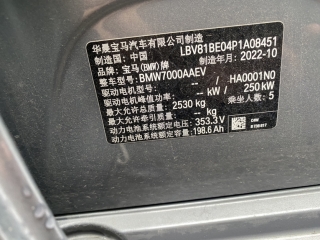 华晨宝马汽车有限公司制造
制造国：中国 LBV81BE04P1A08451
品牌：宝马(BMW)牌 制造年月：2022-10
整车型号：BMW7000AAEV
驱动电机型号： --/ HA0001N0
驱动电机峰值功率： -- kW / 250 kW
最大允许总质量： 2530 kg 乘坐人数： 5
最大允许牵引质量： -- kg
动力电池系统额定电压： 353.3 V
动力电池系统额定容量： 198.6 Ah